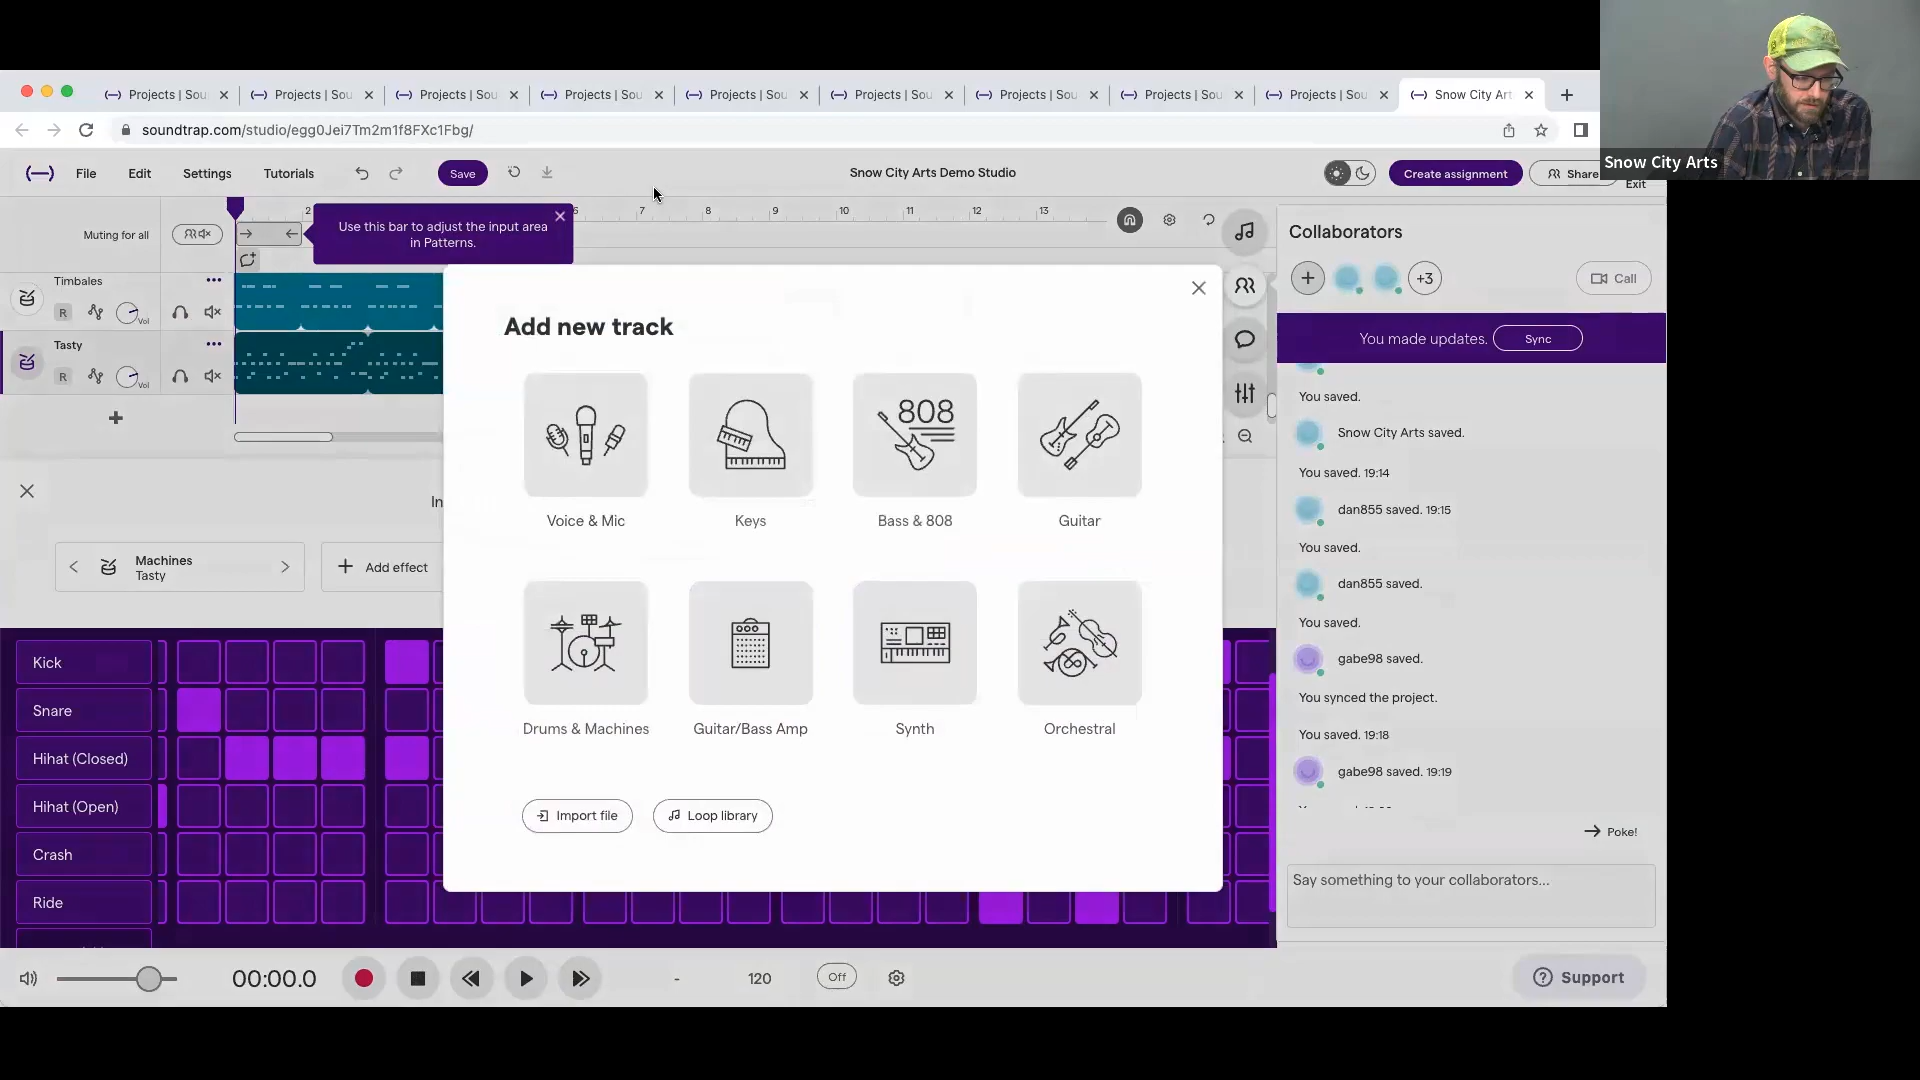 Projects | Sou
Projects | Sou
Projects | Sou
Projects | Sou
Projects | Sou
Projects | Sou
Projects | Sou
Projects | Sou
Projects | Sou
Snow City Art
soundtrap.com/studio/egg0Jei7Tm2m1f8FXc1Fbg/
Snow City Arts
File
Edit
Settings
Tutorials
Save
Snow City Arts Demo Studio
Create assignment
Share
Exit
2
6
7
8
9
10
11
12
13
Muting for all
Use this bar to adjust the input area
in Patterns.
Timbales
R
Vol
Tasty
R
Vol
In
Machines
Tasty
Add effect
Kick
Snare
Hihat (Closed)
Hihat (Open)
Crash
Ride
Add new track
808
Voice & Mic
Keys
Bass & 808
Guitar
Drums & Machines
Guitar/Bass Amp
Synth
Orchestral
Import file
Loop library
Collaborators
+3
Call
You made updates.
Sync
You saved.
Snow City Arts saved.
You saved. 19:14
dan855 saved. 19:15
You saved.
dan855 saved.
You saved.
gabe98 saved.
You synced the project.
You saved. 19:18
gabe98 saved. 19:19
Poke!
Say something to your collaborators...
00:00.0
-
120
Off
Support